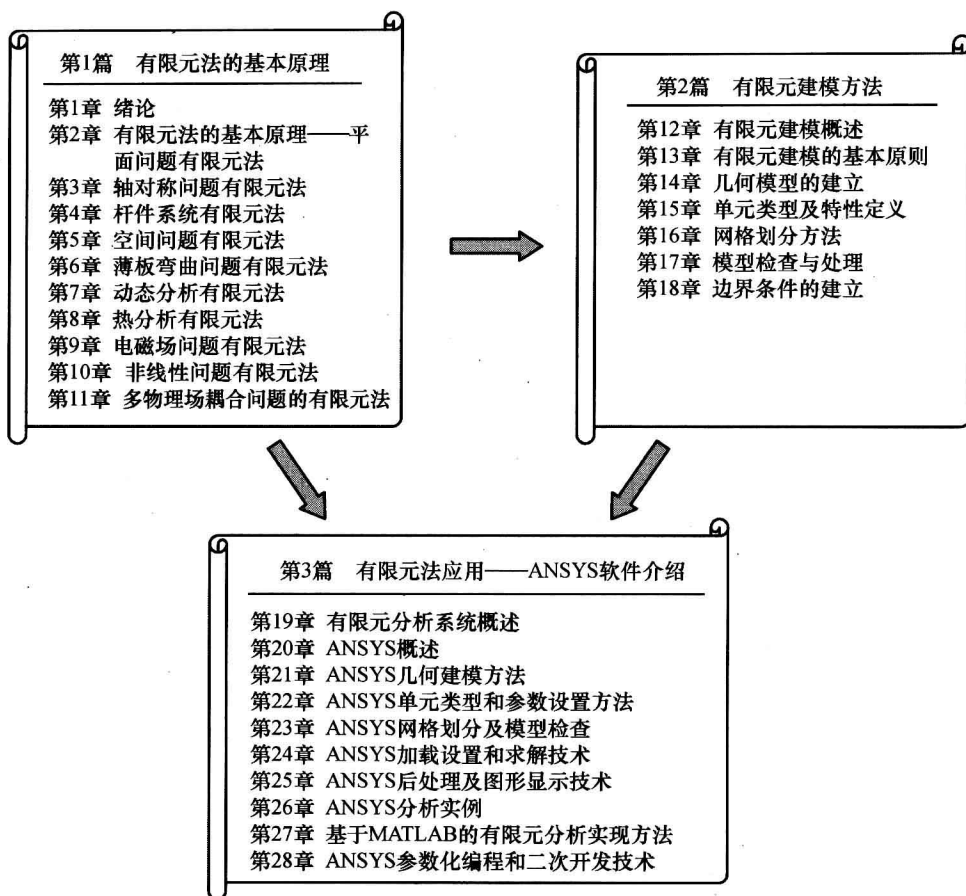 第1篇 有限元法的基本原理
第1章 绪论
第2章 有限元法的基本原理——平
面问题有限元法
第3章 轴对称问题有限元法
第4章 杆件系统有限元法
第5章 空间问题有限元法
第6章 薄板弯曲问题有限元法
第7章 动态分析有限元法
第8章 热分析有限元法
第9章 电磁场问题有限元法
第10章 非线性问题有限元法
第11章 多物理场耦合问题的有限元法
第2篇 有限元建模方法
第12章 有限元建模概述
第13章 有限元建模的基本原则
第14章 几何模型的建立
第15章 单元类型及特性定义
第16章 网格划分方法
第17章 模型检查与处理
第18章 边界条件的建立
第3篇 有限元法应用——ANSYS软件介绍
第19章 有限元分析系统概述
第20章 ANSYS概述
第21章 ANSYS几何建模方法
第22章 ANSYS单元类型和参数设置方法
第23章 ANSYS网格划分及模型检查
第24章 ANSYS加载设置和求解技术
第25章 ANSYS后处理及图形显示技术
第26章 ANSYS分析实例
第27章 基于MATLAB的有限元分析实现方法
第28章 ANSYS参数化编程和二次开发技术